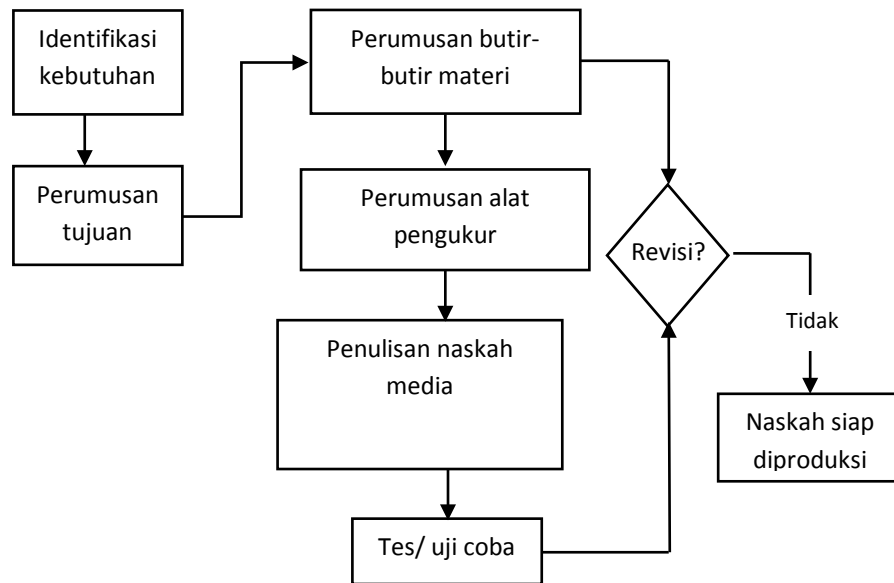 Identifikasi
kebutuhan
Perumusan
tujuan
Perumusan butir-
butir materi
Perumusan alat
pengukur
Penulisan naskah
media
Tes/ uji coba
Revisi?
Tidak
Naskah siap
diproduksi